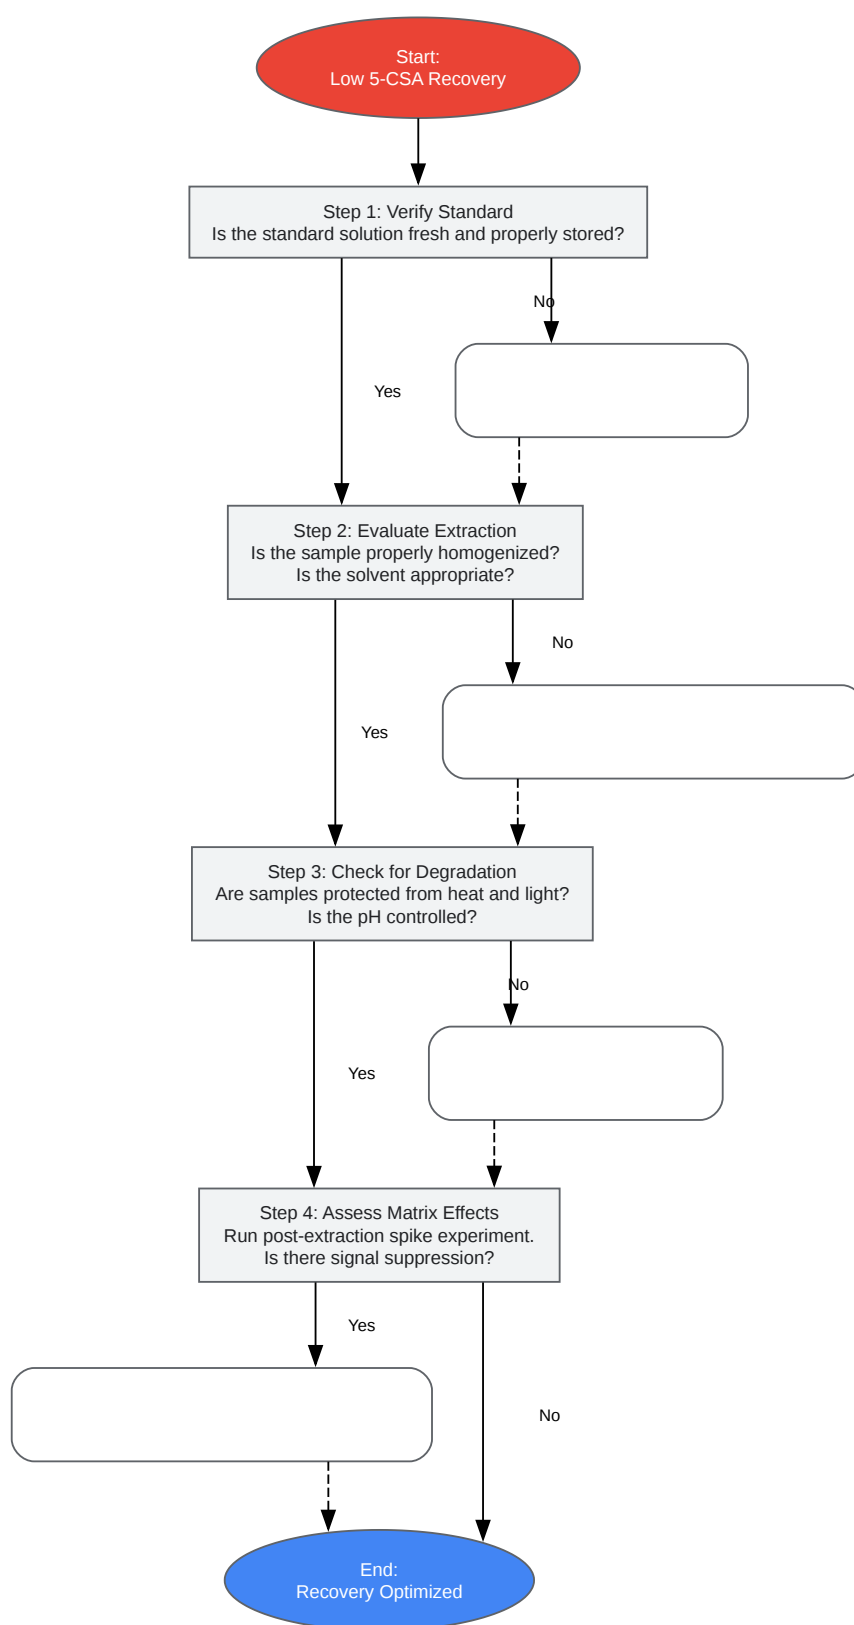 Start:
Low 5-CSA Recovery
Step 1: Verify Standard
Is the standard solution fresh and properly stored?
No
Yes
Step 2: Evaluate Extraction
Is the sample properly homogenized?
Is the solvent appropriate?
No
Yes
Step 3: Check for Degradation
Are samples protected from heat and light?
Is the pH controlled?
No
Yes
Step 4: Assess Matrix Effects
Run post-extraction spike experiment.
Is there signal suppression?
Yes
No
End:
Recovery Optimized